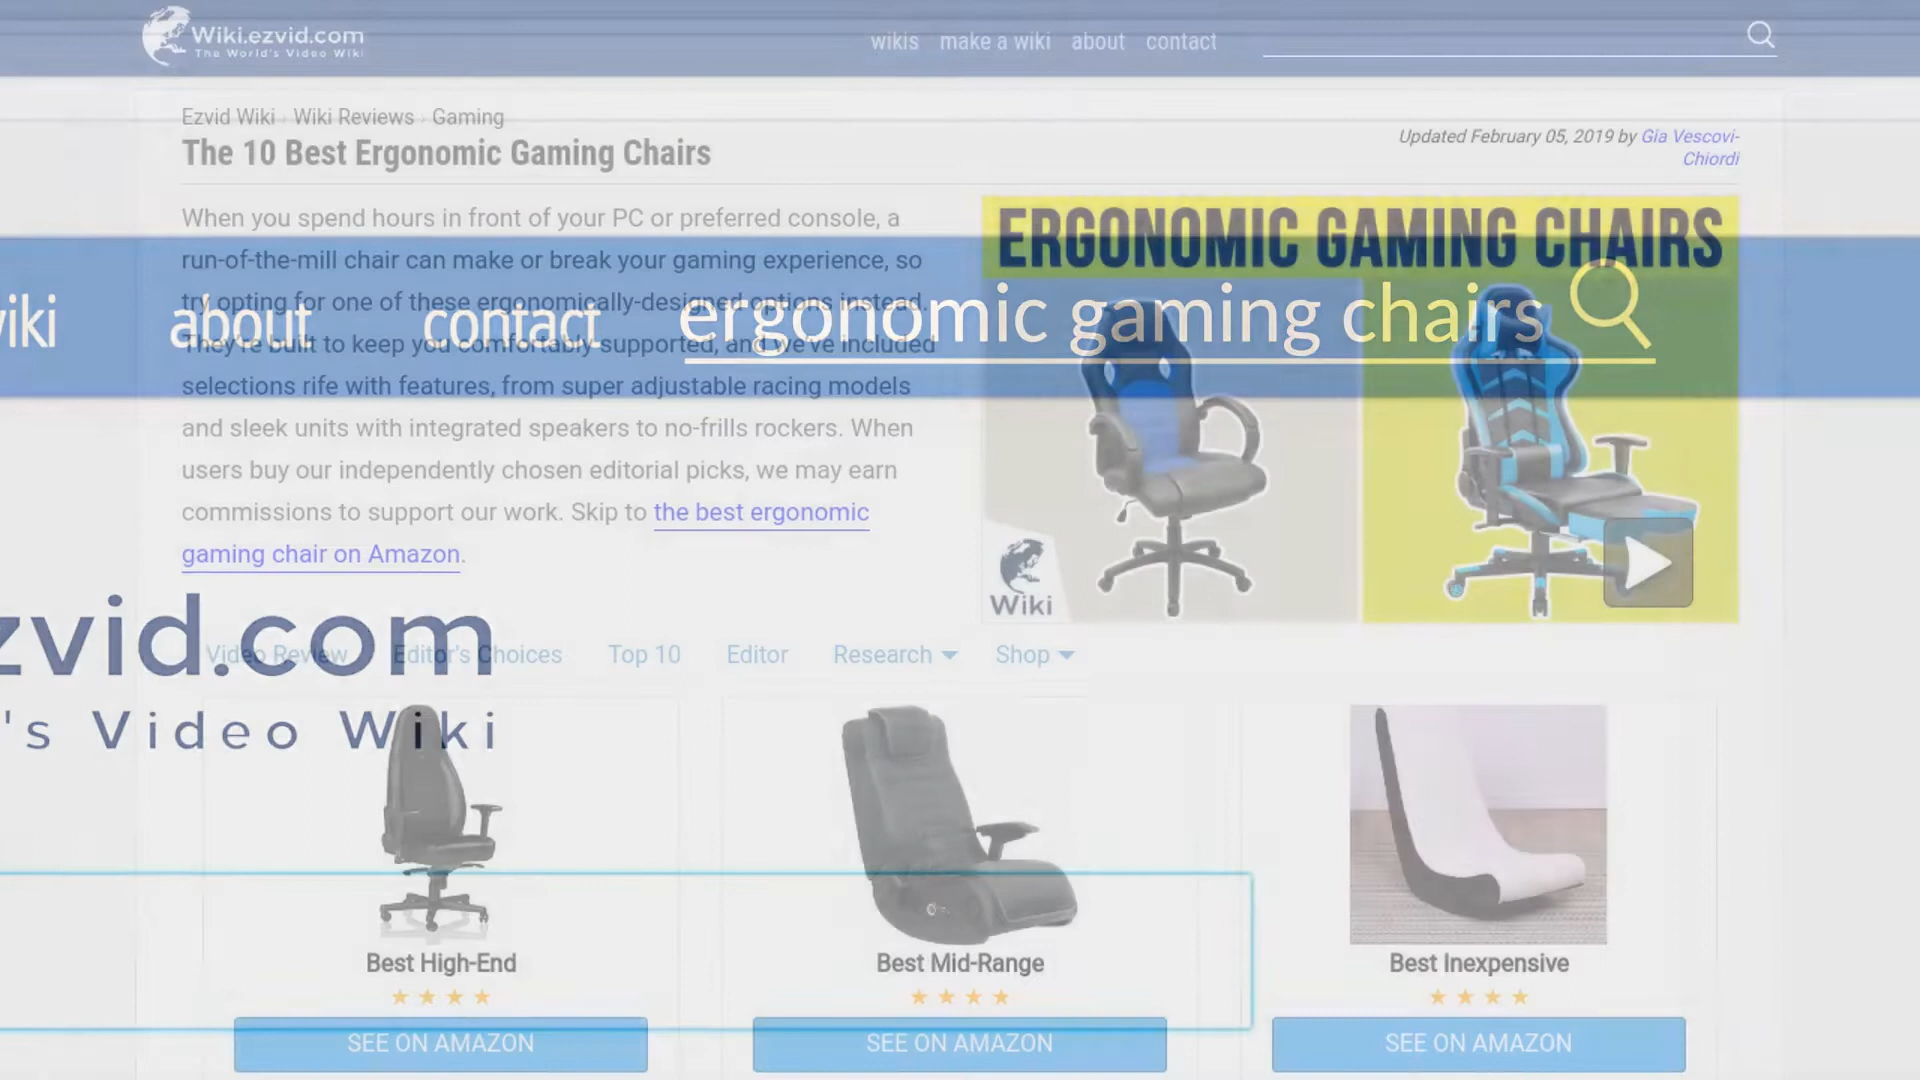 Wiki.ezvid.com
The World's Video Wiki
wikis make a wiki about contact
Ezvid Wiki › Wiki Reviews › Gaming
The 10 Best Ergonomic Gaming Chairs
Updated February 05, 2019 by Gia Vescovi-
Chiordi
When you spend hours in front of your PC or preferred console, a
run-of-the-mill chair can make or break your gaming experience, so
try opting for one of these ergonomically-designed options instead.
They're built to keep you comfortably supported, and we've included
selections rife with features, from super adjustable racing models
and sleek units with integrated speakers to no-frills rockers. When
users buy our independently chosen editorial picks, we may earn
commissions to support our work. Skip to the best ergonomic
gaming chair on Amazon.
ERGONOMIC GAMING CHAIRS
Wiki
wiki about contact ergonomic gaming chairs
zvid.com
's Video Wiki
Video Review Editor's Choices Top 10 Editor Research Shop
Best High-End
SEE ON AMAZON
Best Mid-Range
SEE ON AMAZON
Best Inexpensive
SEE ON AMAZON